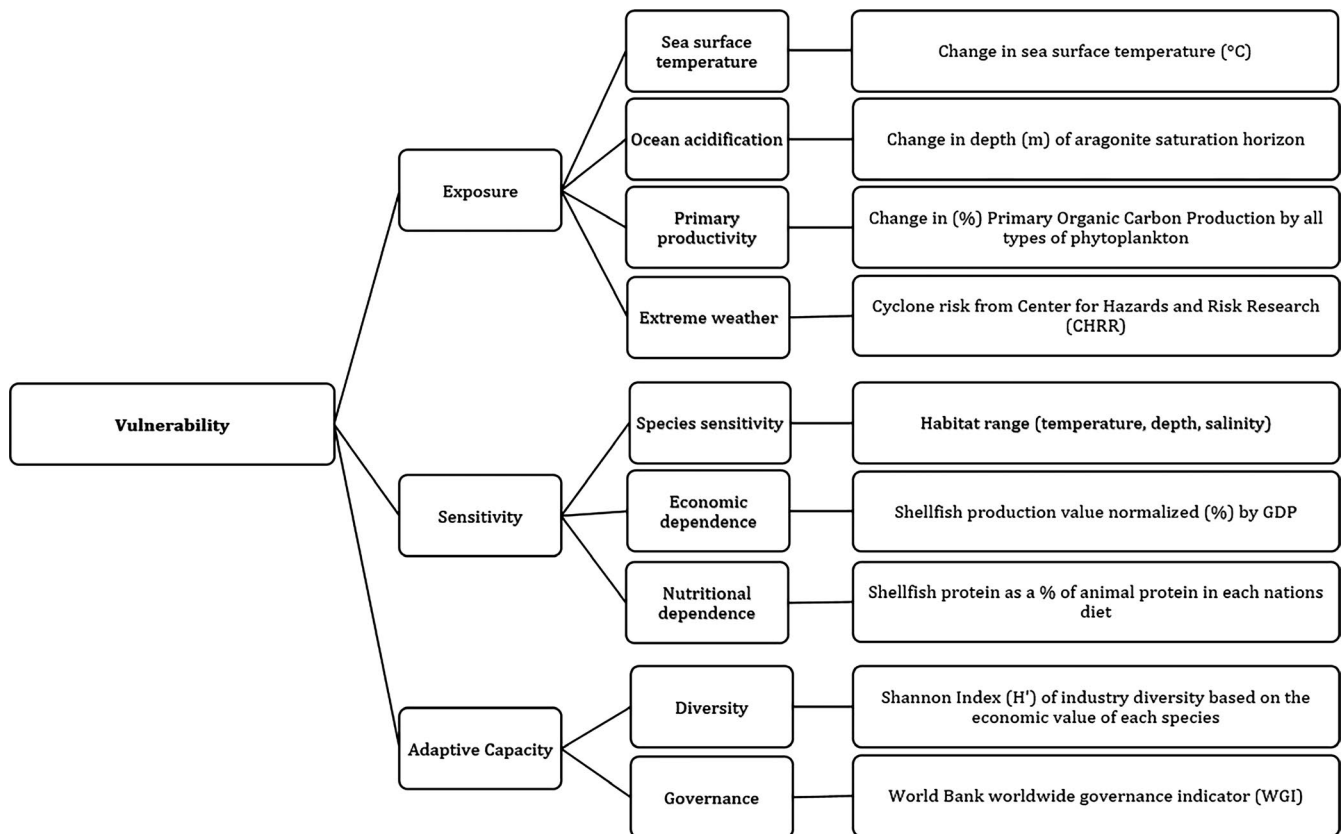 Sea surface
temperature
Change in sea surface temperature (°C)
Ocean acidification
Change in depth (m) of aragonite saturation horizon
Exposure
Primary
productivity
Change in (%) Primary Organic Carbon Production by all
types of phytoplankton
Extreme weather
Cyclone risk from Center for Hazards and Risk Research
(CHRR)
Vulnerability
Species sensitivity
Habitat range (temperature, depth, salinity)
Sensitivity
Economic
dependence
Shellfish production value normalized (%) by GDP
Nutritional
dependence
Shellfish protein as a % of animal protein in each nations
diet
Adaptive Capacity
Diversity
Shannon Index (H') of industry diversity based on the
economic value of each species
Governance
World Bank worldwide governance indicator (WGI)